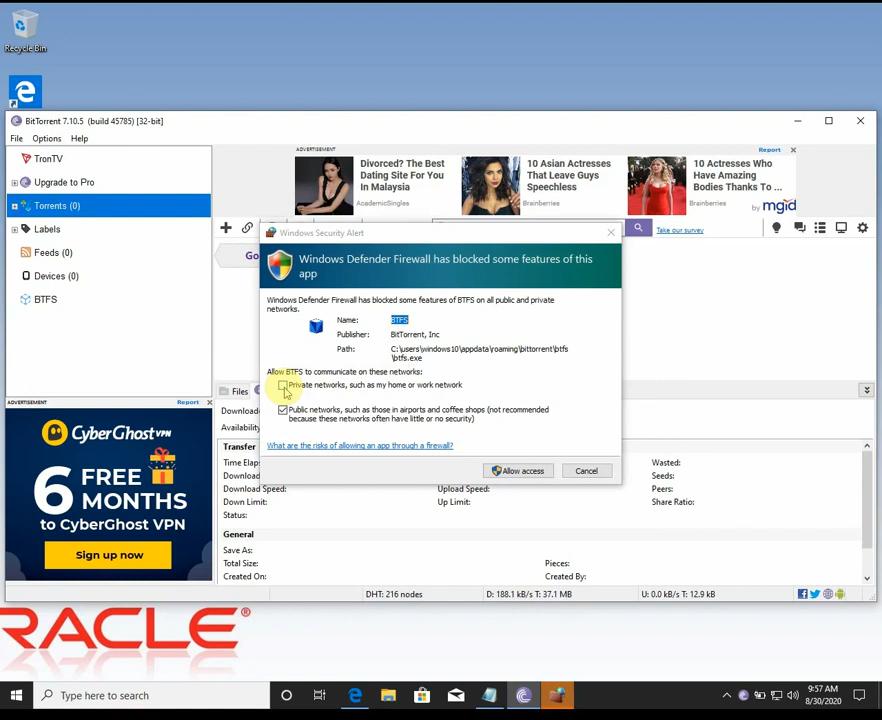 Recycle Bin
BitTorrent 7.10.5 (build 45785) [32-bit]
File Options Help
TronTV
Upgrade to Pro
Torrents (0)
Labels
Feeds (0)
Devices (0)
BTFS
ADVERTISEMENT
Report
Divorced? The Best
Dating Site For You
In Malaysia
AcademicSingles
10 Asian Actresses
That Leave Guys
Speechless
Brainberries
10 Actresses Who
Have Amazing
Bodies Thanks To ...
Brainberries
by mgid
Go
Take our survey
Windows Security Alert
Windows Defender Firewall has blocked some features of this
app
Windows Defender Firewall has blocked some features of BTFS on all public and private
networks.
Name: BTFS
Publisher: BitTorrent, Inc
Path: C:\users\windows10\appdata\roaming\bittorrent\btfs
\btfs.exe
Allow BTFS to communicate on these networks:
Private networks, such as my home or work network
Public networks, such as those in airports and coffee shops (not recommended
because these networks often have little or no security)
What are the risks of allowing an app through a firewall?
Allow access
Cancel
Files
Availability
Transfer
Download Speed:
Upload Speed:
Down Limit:
Up Limit:
Status:
Wasted:
Seeds:
Peers:
Share Ratio:
General
Save As:
Total Size:
Pieces:
Created On:
Created By:
DHT: 216 nodes
D: 188.1 kB/s T: 37.1 MB
U: 0.0 kB/s T: 12.9 kB
ADVERTISEMENT
Report
CyberGhost VPN
6 FREE
MONTHS
to CyberGhost VPN
Sign up now
RACLE®
Type here to search
9:57 AM
8/30/2020